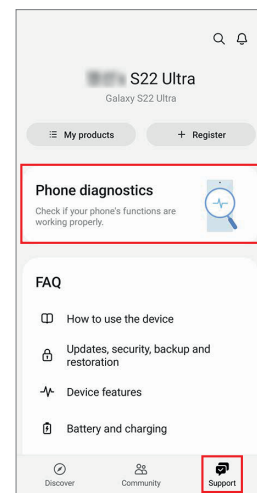 S22 Ultra
Galaxy S22 Ultra
My products
+ Register
Phone diagnostics
Check if your phone's functions are
working properly.
FAQ
How to use the device
Updates, security, backup and
restoration
Device features
Battery and charging
Discover
Community
Support